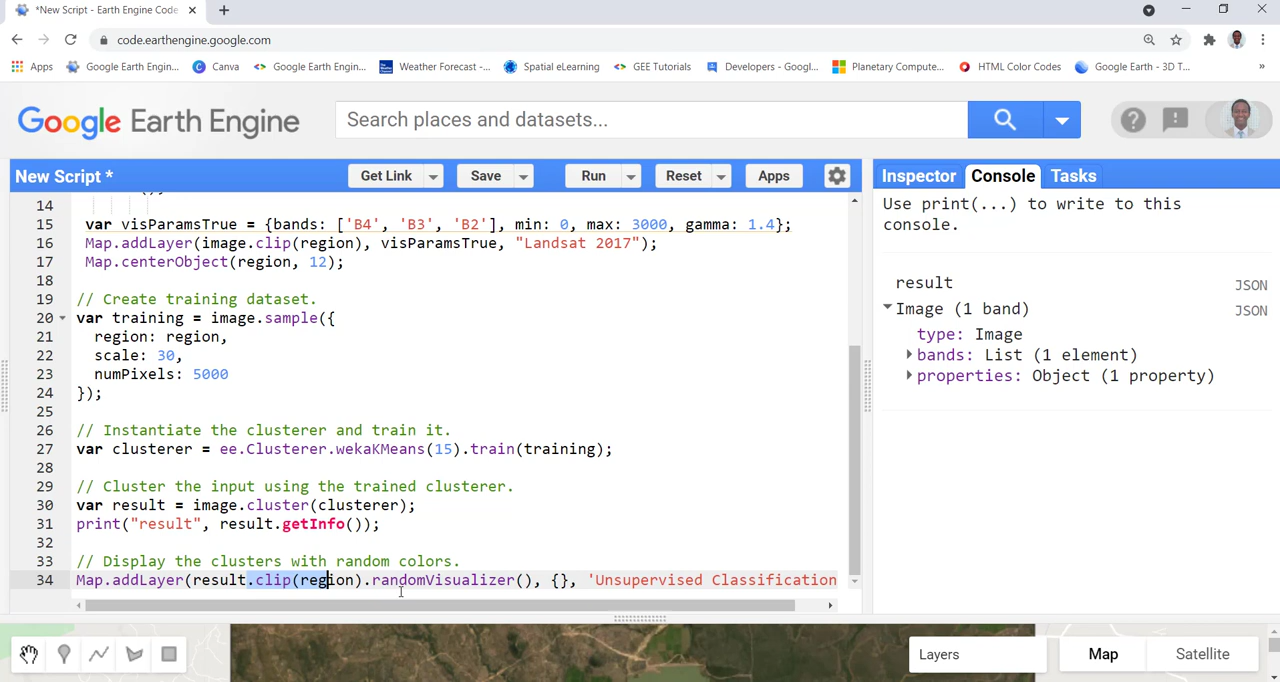 *New Script - Earth Engine Code
code.earthengine.google.com
Apps
Google Earth Engin...
Canva
Google Earth Engin...
Weather Forecast -...
Spatial eLearning
GEE Tutorials
Developers - Googl...
Planetary Compute...
HTML Color Codes
Google Earth - 3D T...
»
Google Earth Engine
Search places and datasets...
New Script *
Get Link
Save
Run
Reset
Apps
Inspector
Console
Tasks
14
15 var visParamsTrue = {bands: ['B4', 'B3', 'B2'], min: 0, max: 3000, gamma: 1.4};
16 Map.addLayer(image.clip(region), visParamsTrue, "Landsat 2017");
17 Map.centerObject(region, 12);
18
19 // Create training dataset.
20 var training = image.sample({
21 region: region,
22 scale: 30,
23 numPixels: 5000
24 });
25
26 // Instantiate the clusterer and train it.
27 var clusterer = ee.Clusterer.wekaKMeans(15).train(training);
28
29 // Cluster the input using the trained clusterer.
30 var result = image.cluster(clusterer);
31 print("result", result.getInfo());
32
33 // Display the clusters with random colors.
34 Map.addLayer(result.clip(region).randomVisualizer(), {}, 'Unsupervised Classification
Use print(...) to write to this
console.
result
JSON
Image (1 band)
JSON
type: Image
bands: List (1 element)
properties: Object (1 property)
Layers
Map
Satellite